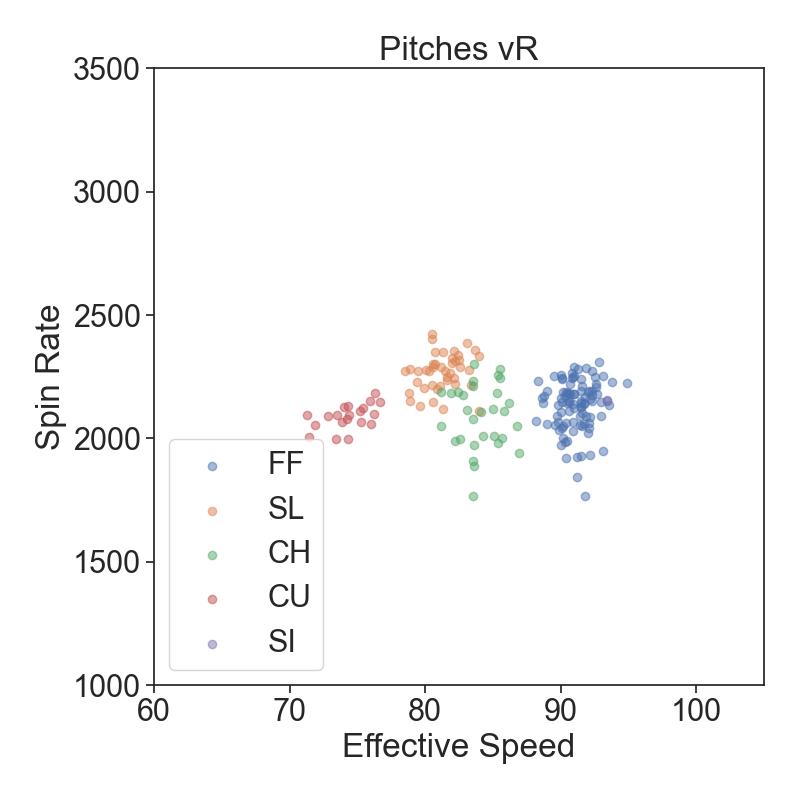 Pitches vR
Spin Rate
3500
3000
2500
2000
1500
1000
FF
SL
CH
CU
SI
60 70 80 90 100
Effective Speed